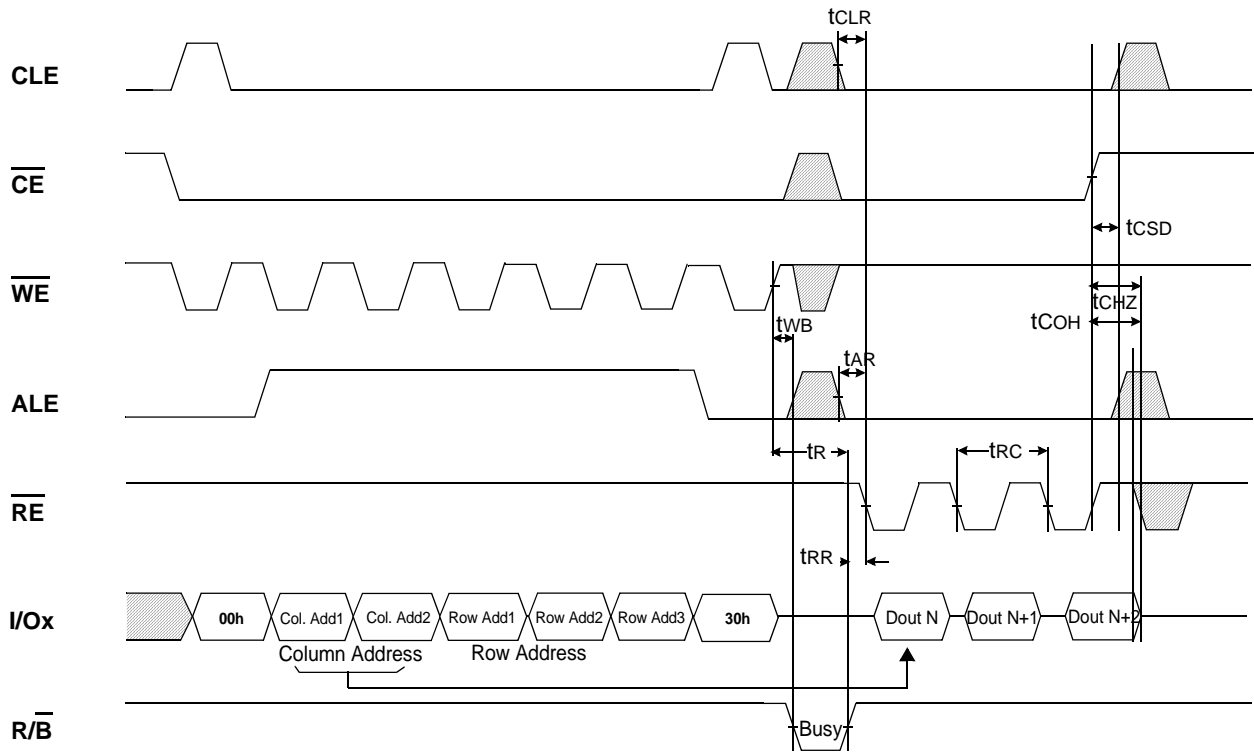 tCLR
CLE
CE
tCSD
WE
tCHZ
tWB
tCOH
tAR
ALE
tR
tRC
RE
tRR
I/Ox
00h
Col. Add1
Col. Add2
Row Add1
Row Add2
Row Add3
30h
Dout N
Dout N+1
Dout N+2
Column Address
Row Address
R/B
Busy